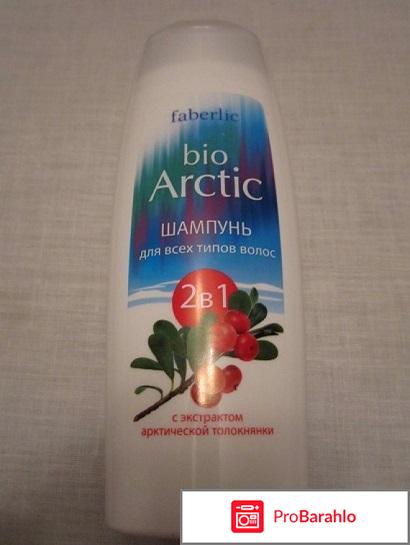 faberlic
bio
Arctic
ШАМПУНЬ
для всех типов волос
2в1
с экстрактом
арктической толокнянки
ProBarahlo